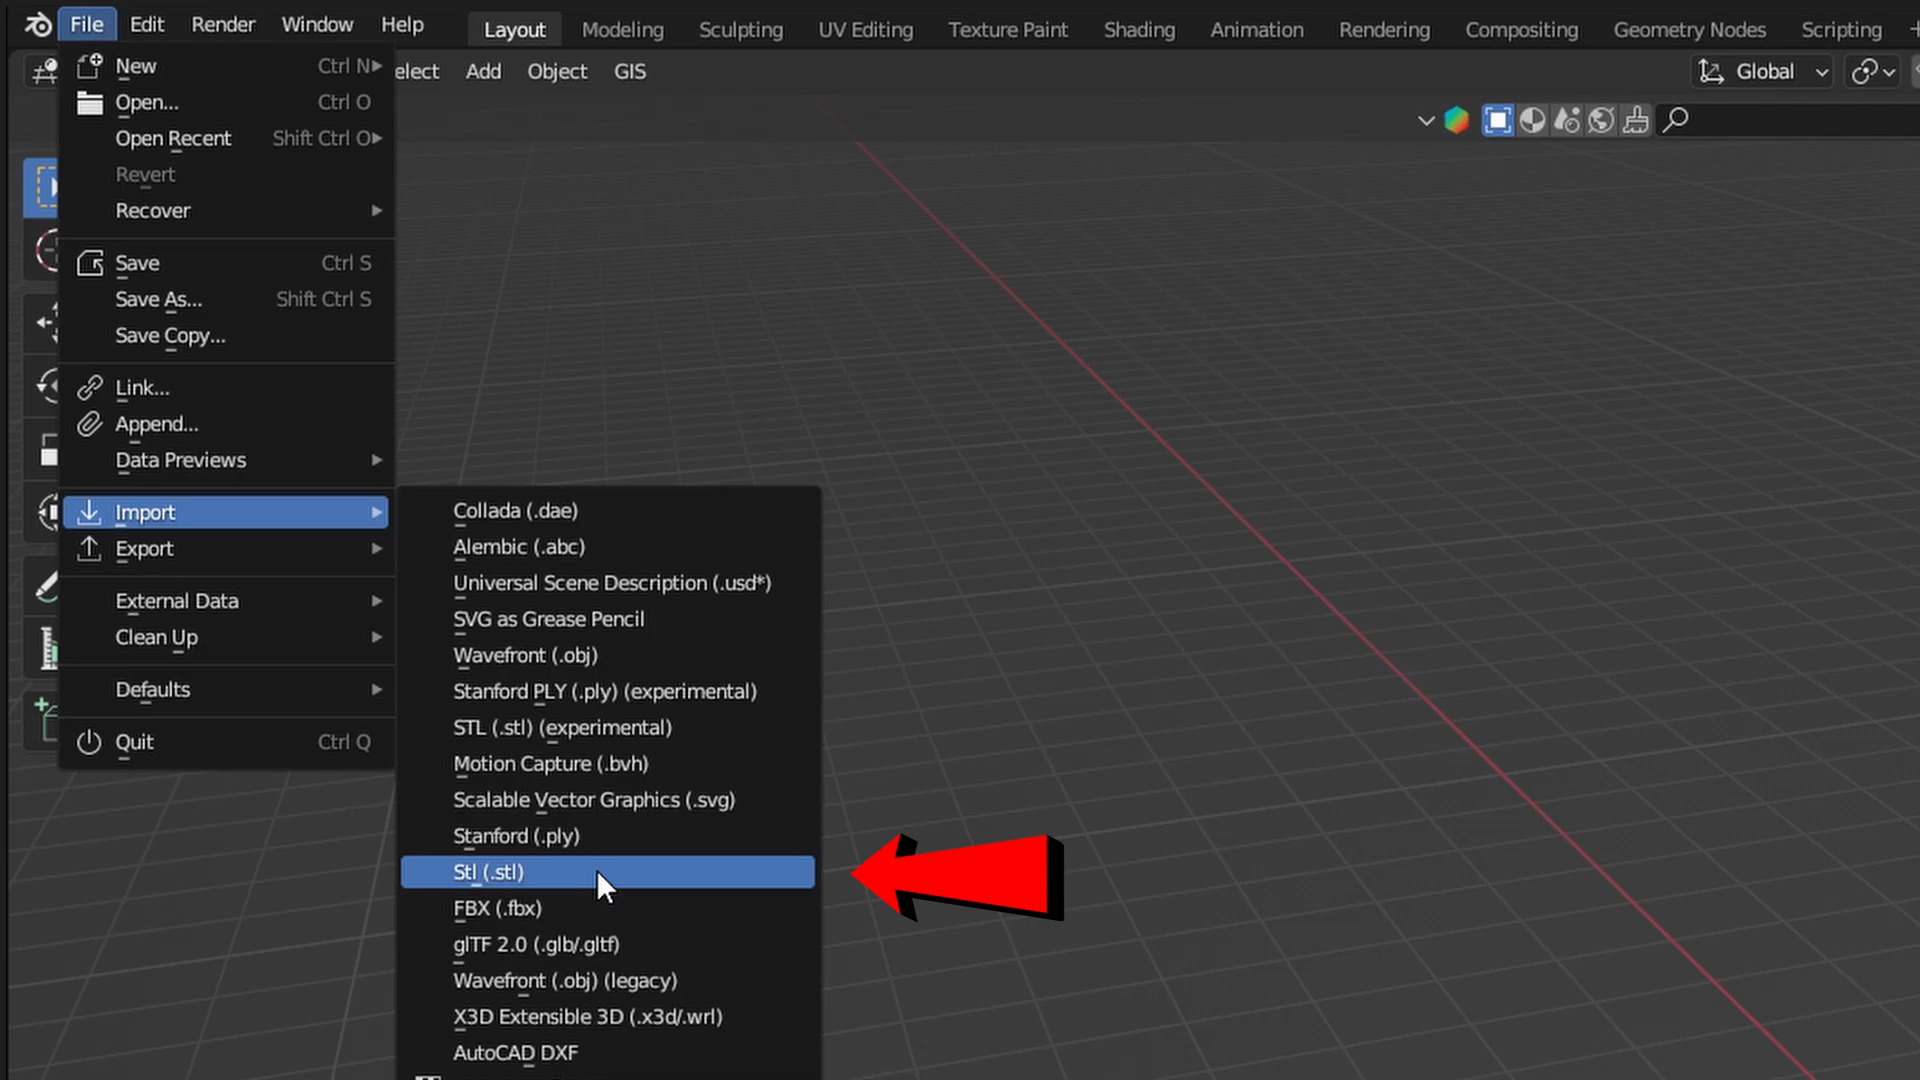 File Edit Render Window Help Layout Modeling Sculpting UV Editing Texture Paint Shading Animation Rendering Compositing Geometry Nodes Scripting
elect Add Object GIS Global
New Ctrl N
Open... Ctrl O
Open Recent Shift Ctrl O
Revert
Recover
Save Ctrl S
Save As... Shift Ctrl S
Save Copy...
Link...
Append...
Data Previews
Import
Export
External Data
Clean Up
Defaults
Quit Ctrl Q
Collada (.dae)
Alembic (.abc)
Universal Scene Description (.usd*)
SVG as Grease Pencil
Wavefront (.obj)
Stanford PLY (.ply) (experimental)
STL (.stl) (experimental)
Motion Capture (.bvh)
Scalable Vector Graphics (.svg)
Stanford (.ply)
Stl (.stl)
FBX (.fbx)
glTF 2.0 (.glb/.gltf)
Wavefront (.obj) (legacy)
X3D Extensible 3D (.x3d/.wrl)
AutoCAD DXF